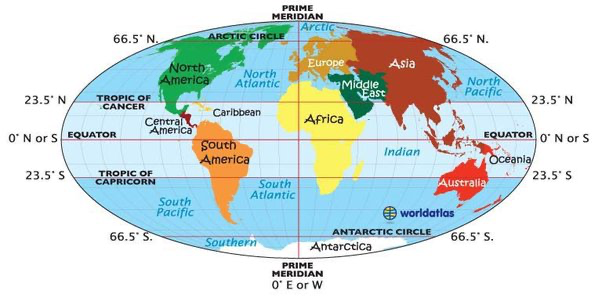 PRIME
MERIDIAN
Arctic
66.5° N.
ARCTIC CIRCLE
66.5° N.
North
America
North
Atlantic
Europe
Asia
Middle
East
North
Pacific
23.5° N
TROPIC OF
CANCER
Caribbean
Central
America
Africa
23.5° N
0° N or S
EQUATOR
EQUATOR
0° N or S
South
America
Indian
Oceania
23.5° S
TROPIC OF
CAPRICORN
South
Atlantic
Australia
23.5° S
South
Pacific
worldatlas
66.5° S.
Southern
ANTARCTIC CIRCLE
66.5° S.
Antarctica
PRIME
MERIDIAN
0° E or W